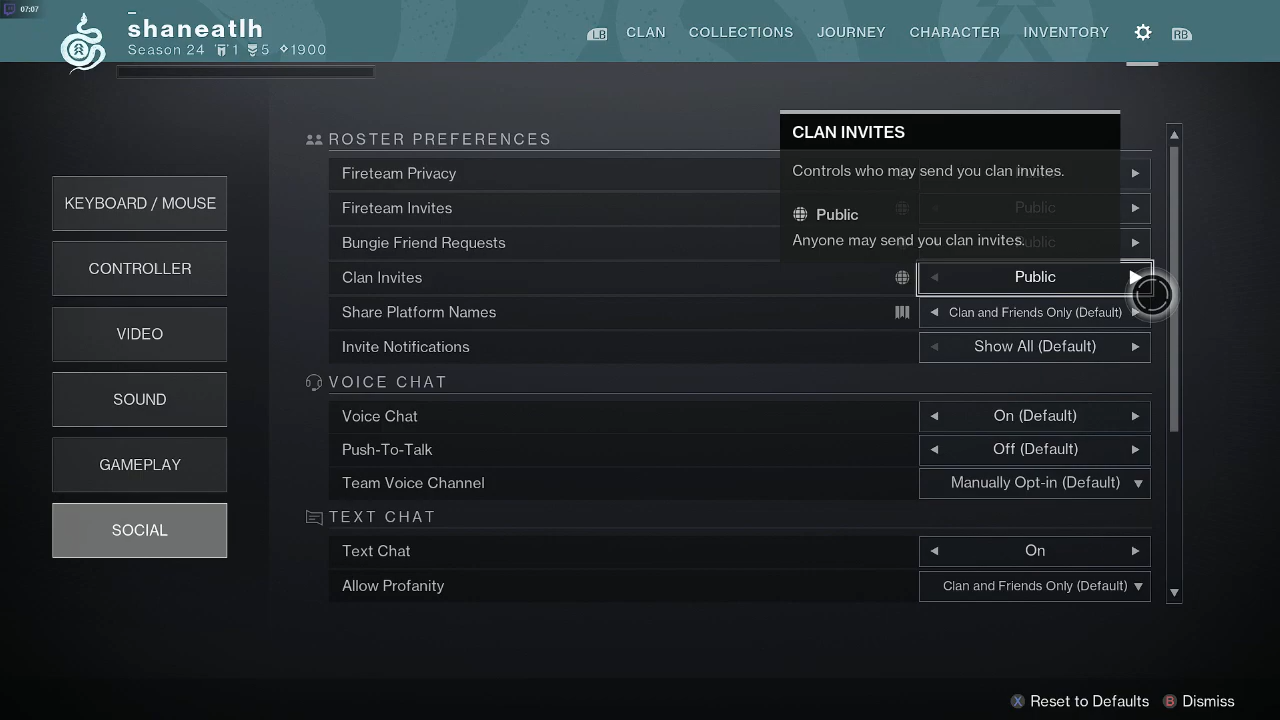 07:07
shaneatlh
Season 24 1 5 1900
LB CLAN COLLECTIONS JOURNEY CHARACTER INVENTORY RB
ROSTER PREFERENCES
CLAN INVITES
Controls who may send you clan invites.
Public
Anyone may send you clan invites.
KEYBOARD / MOUSE
CONTROLLER
VIDEO
SOUND
GAMEPLAY
SOCIAL
Fireteam Privacy
Fireteam Invites Public
Bungie Friend Requests Public
Clan Invites Public
Share Platform Names Clan and Friends Only (Default)
Invite Notifications Show All (Default)
VOICE CHAT
Voice Chat On (Default)
Push-To-Talk Off (Default)
Team Voice Channel Manually Opt-in (Default)
TEXT CHAT
Text Chat On
Allow Profanity Clan and Friends Only (Default)
X Reset to Defaults B Dismiss